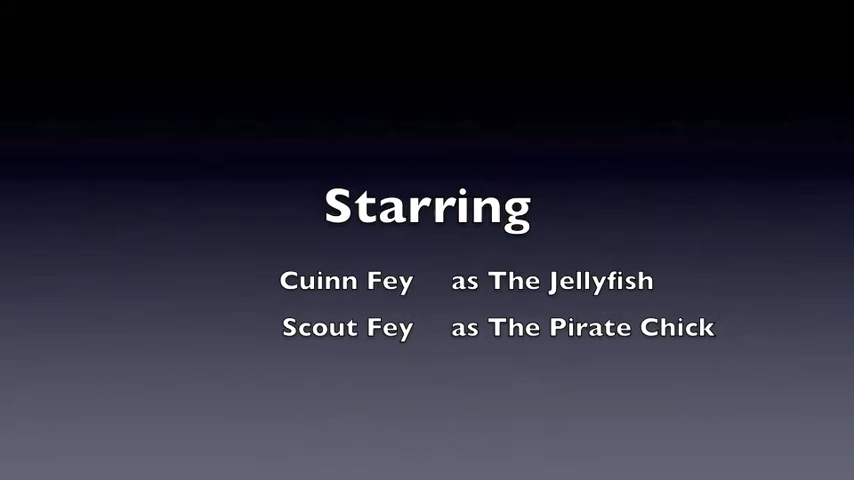 Starring
Cuinn Fey as The Jellyfish
Scout Fey as The Pirate Chick